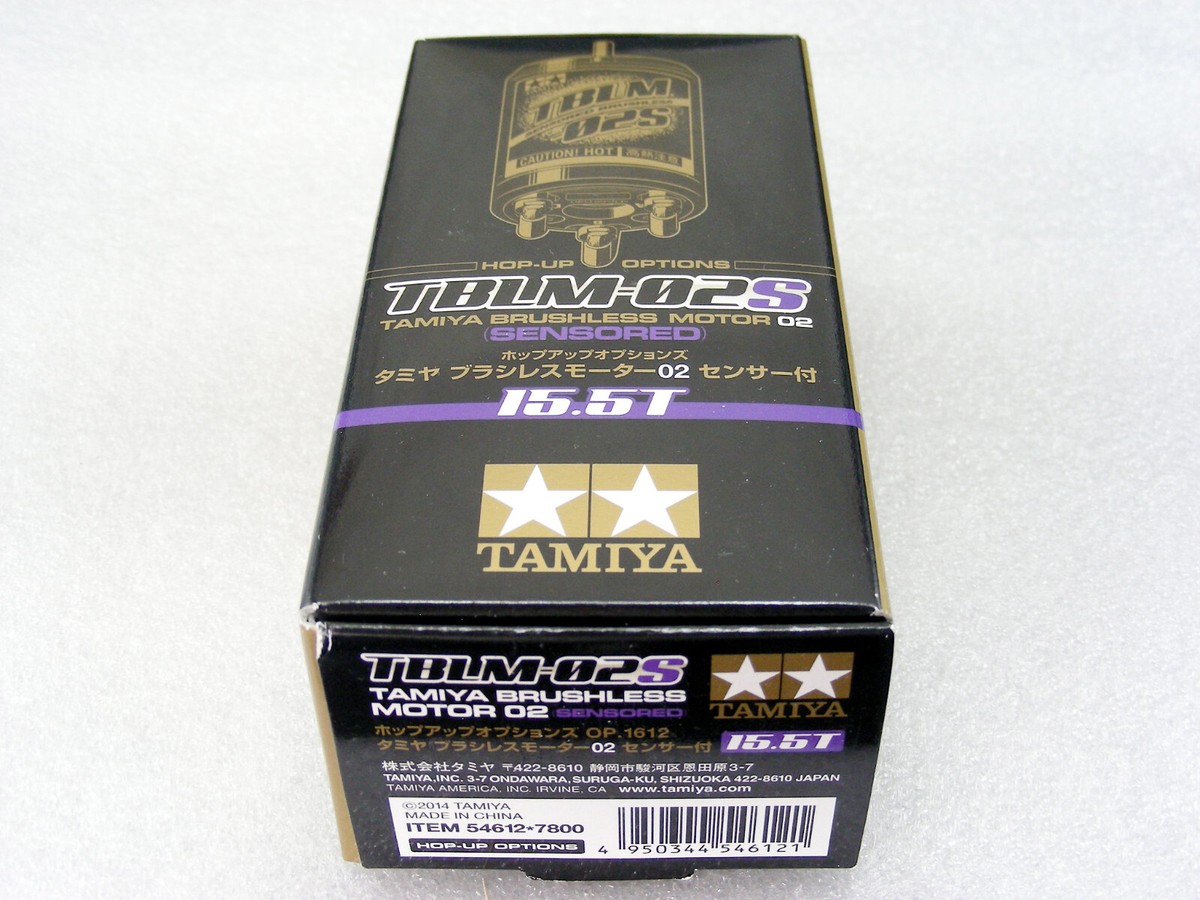 TBLM
SENSORED BRUSHLESS
02S
CAUTION! HOT 高熱注意
HOP-UP OPTIONS
TBLM-02S
TAMIYA BRUSHLESS MOTOR 02
(SENSORED)
ホップアップオプションズ
タミヤ ブラシレスモーター02 センサー付
15.5T
TAMIYA
TBLM-02S
TAMIYA BRUSHLESS
MOTOR 02 SENSORED
TAMIYA
ホップアップオプションズ OP.1612
タミヤ ブラシレスモーター02 センサー付 15.5T
株式会社タミヤ 〒422-8610 静岡市駿河区恩田原3-7
TAMIYA,INC. 3-7 ONDAWARA, SURUGA-KU, SHIZUOKA 422-8610 JAPAN
TAMIYA AMERICA, INC. IRVINE, CA www.tamiya.com
©2014 TAMIYA
MADE IN CHINA
ITEM 54612*7800
HOP-UP OPTIONS
4 950344 546121